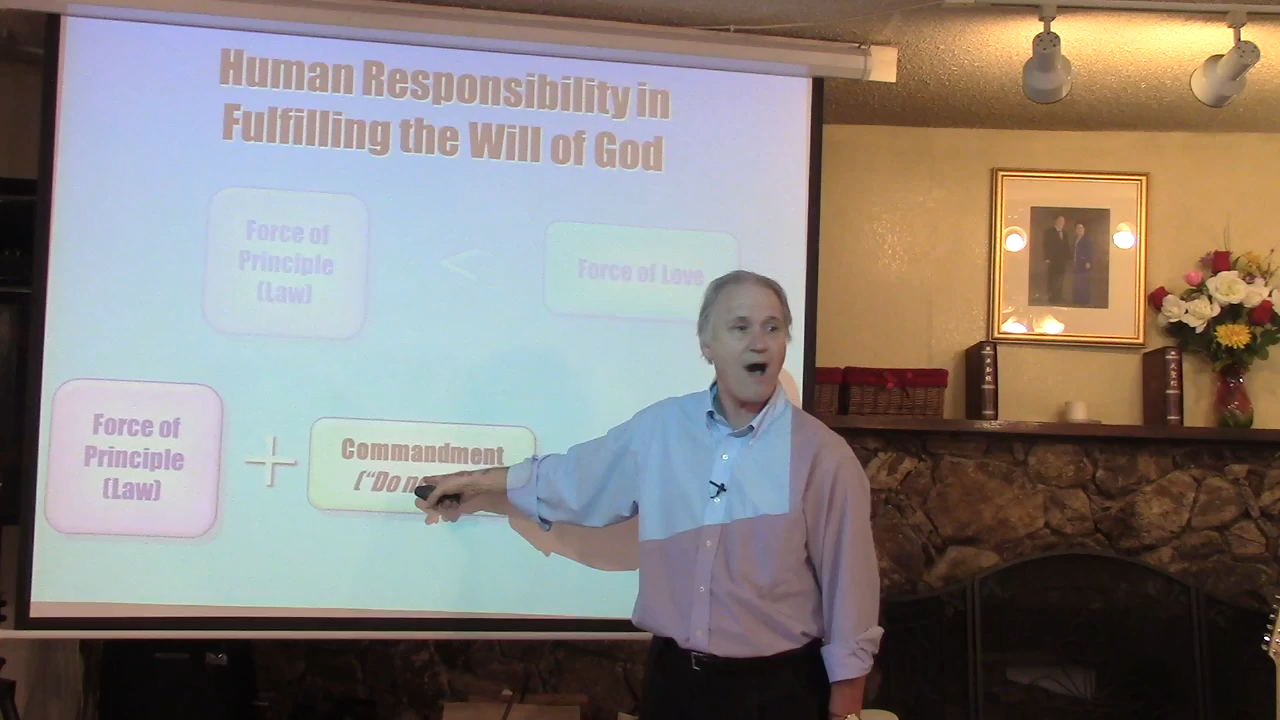 Human Responsibility in
Fulfilling the Will of God
Force of
Principle
(Law)
<
Force of Love
Force of
Principle
(Law)
+
Commandment
("Do